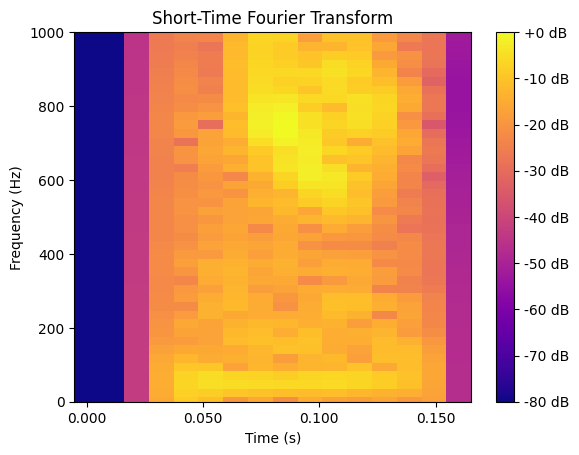 Short-Time Fourier Transform
1000
800
600
400
200
0
Frequency (Hz)
0.000
0.050
0.100
0.150
Time (s)
+0 dB
-10 dB
-20 dB
-30 dB
-40 dB
-50 dB
-60 dB
-70 dB
-80 dB